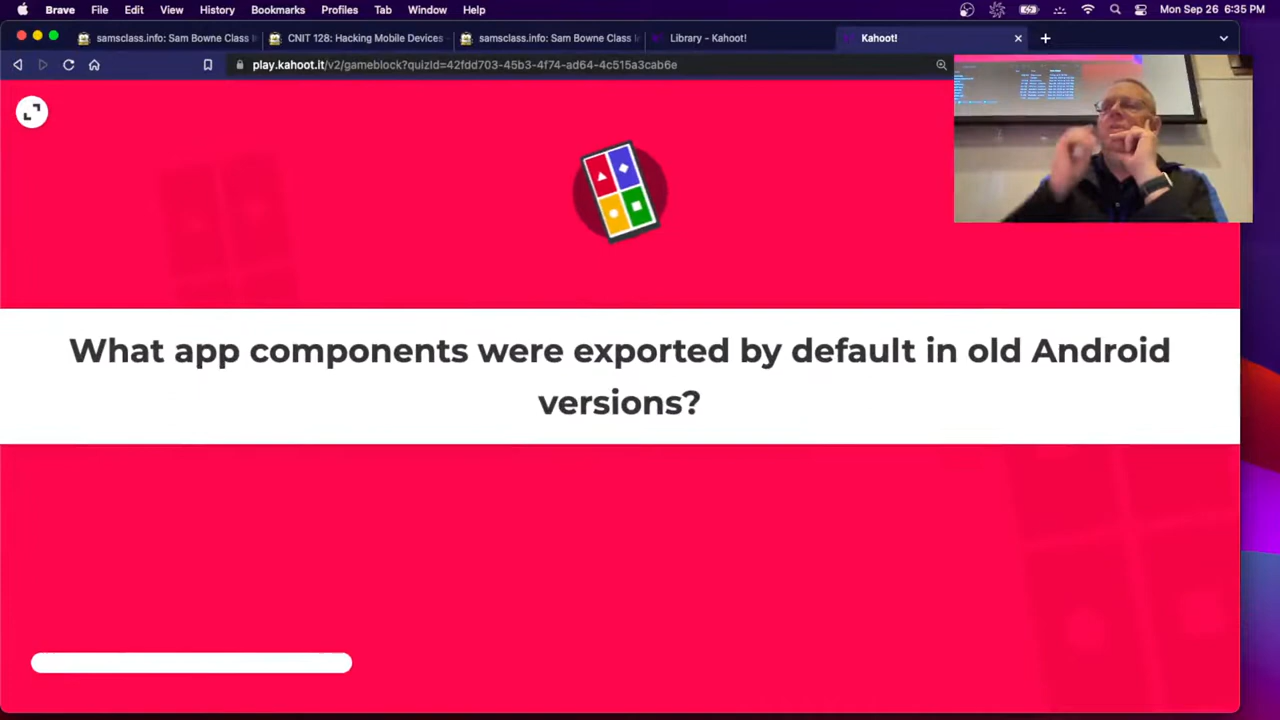 Brave File Edit View History Bookmarks Profiles Tab Window Help Mon Sep 26 6:35 PM
samsclass.info: Sam Bowne Class I CNIT 128: Hacking Mobile Devices samsclass.info: Sam Bowne Class I Library - Kahoot! Kahoot!
play.kahoot.it/v2/gameblock?quizId=42fdd703-45b3-4f74-ad64-4c515a3cab6e
What app components were exported by default in old Android
versions?